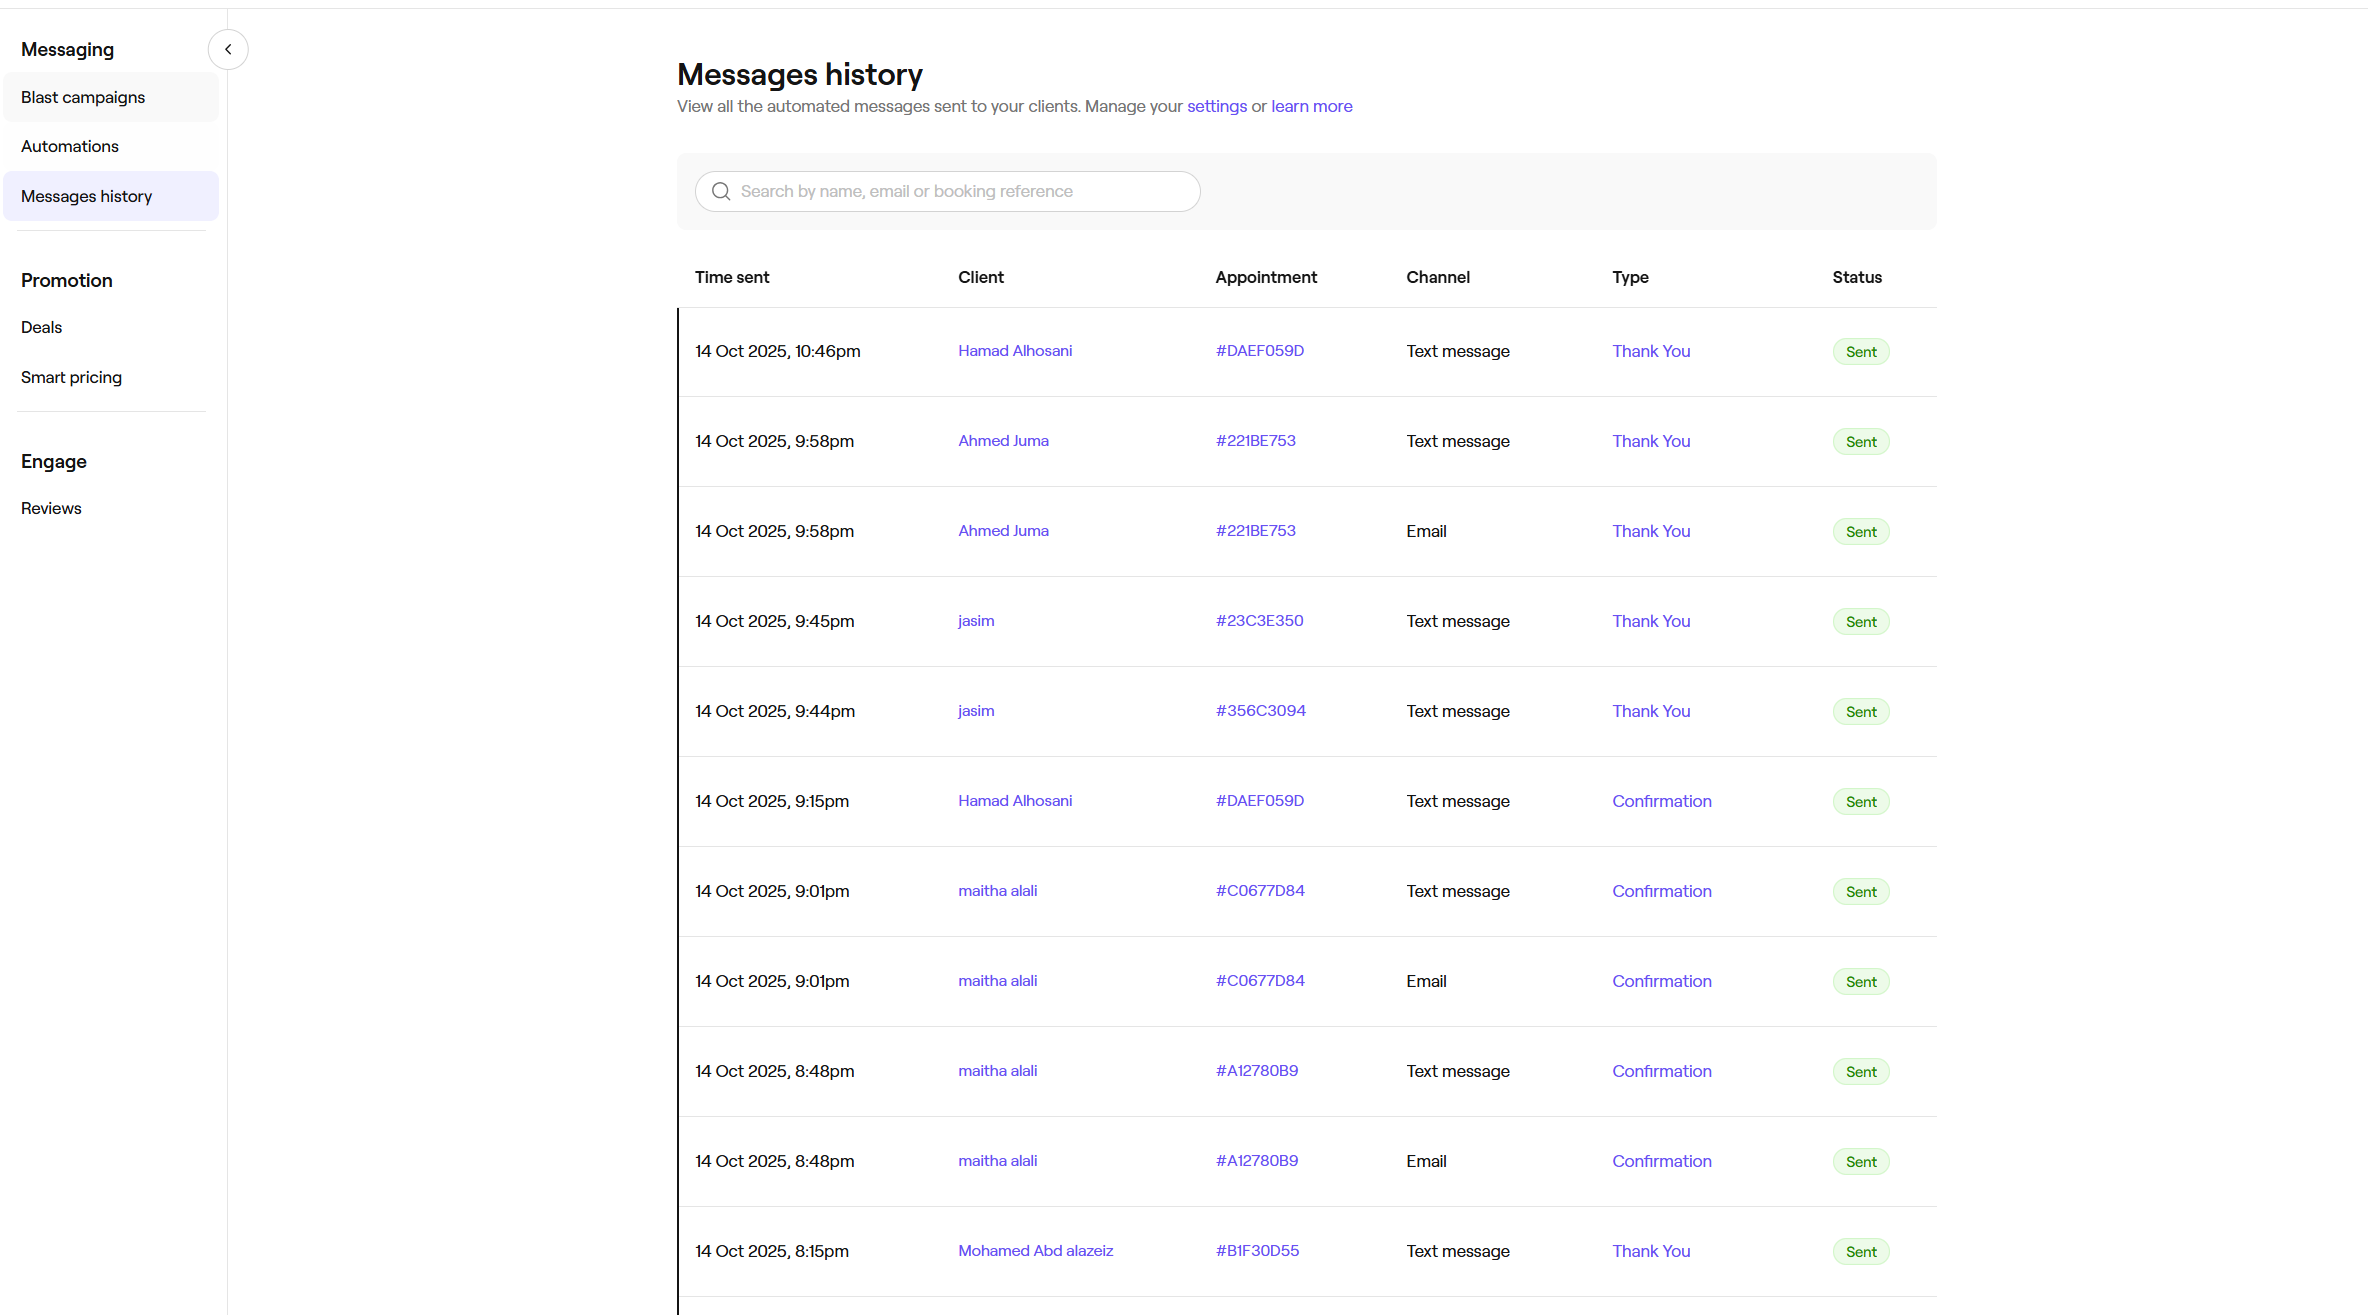 Messaging
Blast campaigns
Automations
Messages history
Promotion
Deals
Smart pricing
Engage
Reviews
Messages history
View all the automated messages sent to your clients. Manage your settings or learn more
Search by name, email or booking reference
Time sent Client Appointment Channel Type Status
14 Oct 2025, 10:46pm Hamad Alhosani #DAEF059D Text message Thank You Sent
14 Oct 2025, 9:58pm Ahmed Juma #221BE753 Text message Thank You Sent
14 Oct 2025, 9:58pm Ahmed Juma #221BE753 Email Thank You Sent
14 Oct 2025, 9:45pm jasim #23C3E350 Text message Thank You Sent
14 Oct 2025, 9:44pm jasim #356C3094 Text message Thank You Sent
14 Oct 2025, 9:15pm Hamad Alhosani #DAEF059D Text message Confirmation Sent
14 Oct 2025, 9:01pm maitha alali #C0677D84 Text message Confirmation Sent
14 Oct 2025, 9:01pm maitha alali #C0677D84 Email Confirmation Sent
14 Oct 2025, 8:48pm maitha alali #A12780B9 Text message Confirmation Sent
14 Oct 2025, 8:48pm maitha alali #A12780B9 Email Confirmation Sent
14 Oct 2025, 8:15pm Mohamed Abd alazeiz #B1F30D55 Text message Thank You Sent